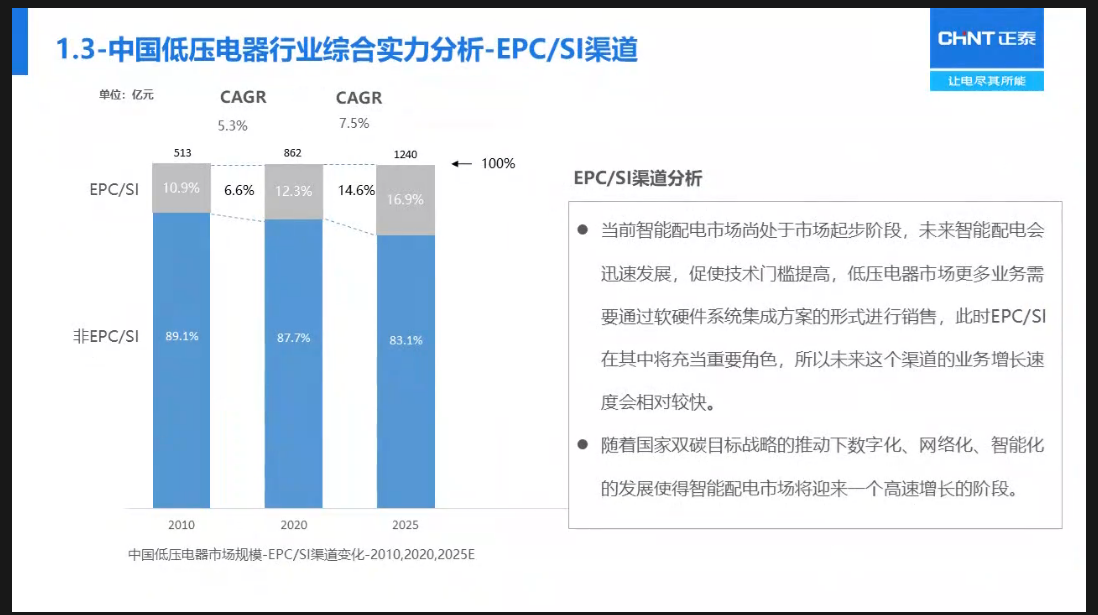 1.3-中国低压电器行业综合实力分析-EPC/SI渠道
CHNT 正泰
让电尽其所能
单位：亿元
CAGR
CAGR
5.3%
7.5%
513
862
1240
100%
EPC/SI
10.9%
6.6%
12.3%
14.6%
16.9%
非EPC/SI
89.1%
87.7%
83.1%
2010
2020
2025
中国低压电器市场规模-EPC/SI渠道变化-2010,2020,2025E
EPC/SI渠道分析
● 当前智能配电市场尚处于市场起步阶段，未来智能配电会
迅速发展，促使技术门槛提高，低压电器市场更多业务需
要通过软硬件系统集成方案的形式进行销售，此时EPC/SI
在其中将充当重要角色，所以未来这个渠道的业务增长速
度会相对较快。
● 随着国家双碳目标战略的推动下数字化、网络化、智能化
的发展使得智能配电市场将迎来一个高速增长的阶段。